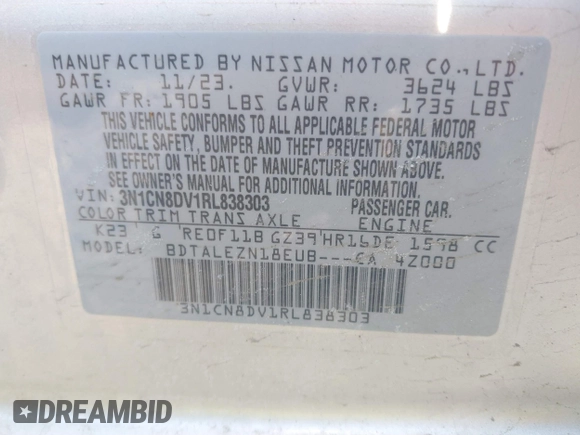 MANUFACTURED BY NISSAN MOTOR CO.,LTD.
DATE: 11/23. GVWR: 3624 LBS
GAWR FR: 1905 LBS GAWR RR: 1735 LBS
THIS VEHICLE CONFORMS TO ALL APPLICABLE FEDERAL MOTOR
VEHICLE SAFETY, BUMPER AND THEFT PREVENTION STANDARDS
IN EFFECT ON THE DATE OF MANUFACTURE SHOWN ABOVE.
SEE OWNER'S MANUAL FOR ADDITIONAL INFORMATION
VIN: 3N1CN8DV1RL838303 PASSENGER CAR.
COLOR TRIM TRANS AXLE ENGINE
K23 G RE0F11B GZ39 HR16DE 1598 CC
MODEL BDTALEZN18EUB---EA 4Z000
3N1CN8DV1RL838303
DREAMBID